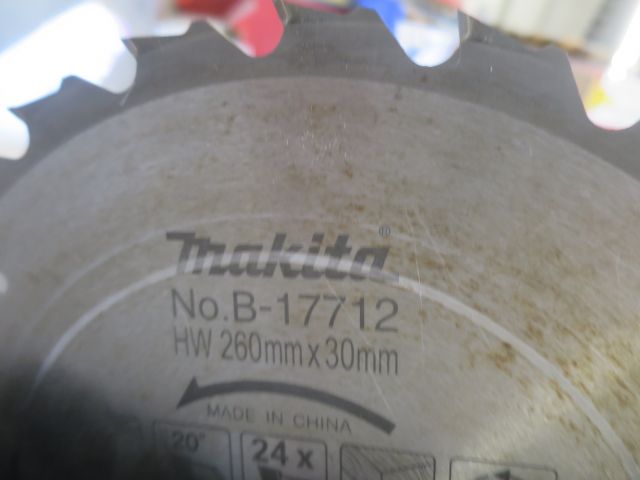 makita®
No.B-17712
HW 260mm x 30mm
MADE IN CHINA
20°
24 x